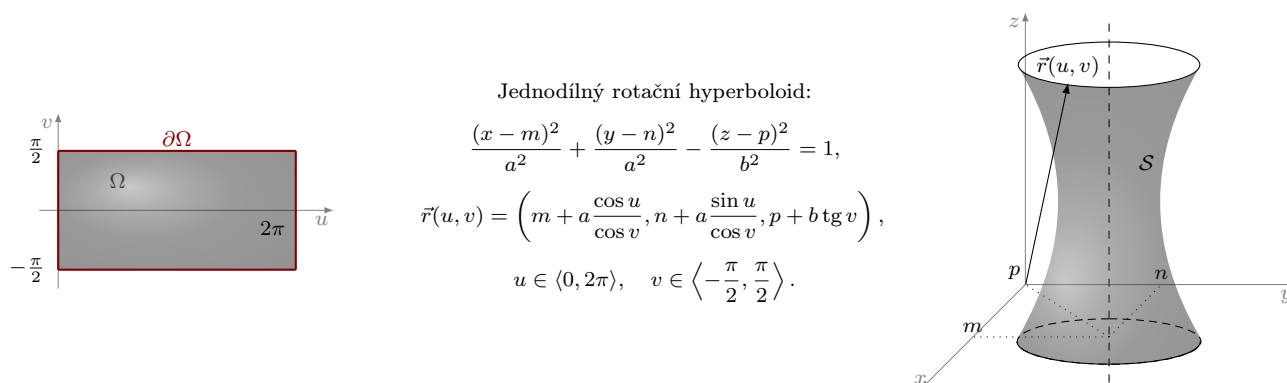 v
π/2
∂Ω
Ω
u
2π
−π/2
Jednodílný rotační hyperboloid:
(x − m)²/a² + (y − n)²/a² − (z − p)²/b² = 1,
r⃗(u, v) = (m + a cos u/cos v, n + a sin u/cos v, p + b tg v),
u ∈ ⟨0, 2π⟩, v ∈ ⟨−π/2, π/2⟩.
z
r⃗(u, v)
𝒮
p
n
y
m
x